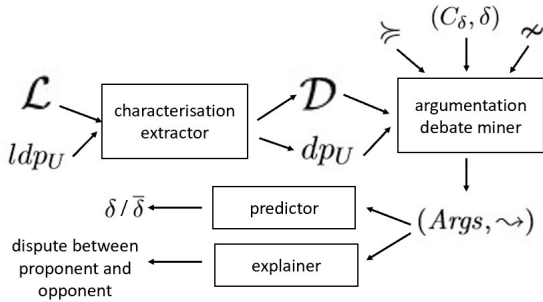 ≽ (C_δ, δ) ≁
ℒ characterisation extractor 𝒟 argumentation debate miner
ldp_U dp_U
δ / δ̄ predictor (Args, ⇝)
dispute between
proponent and
opponent
explainer